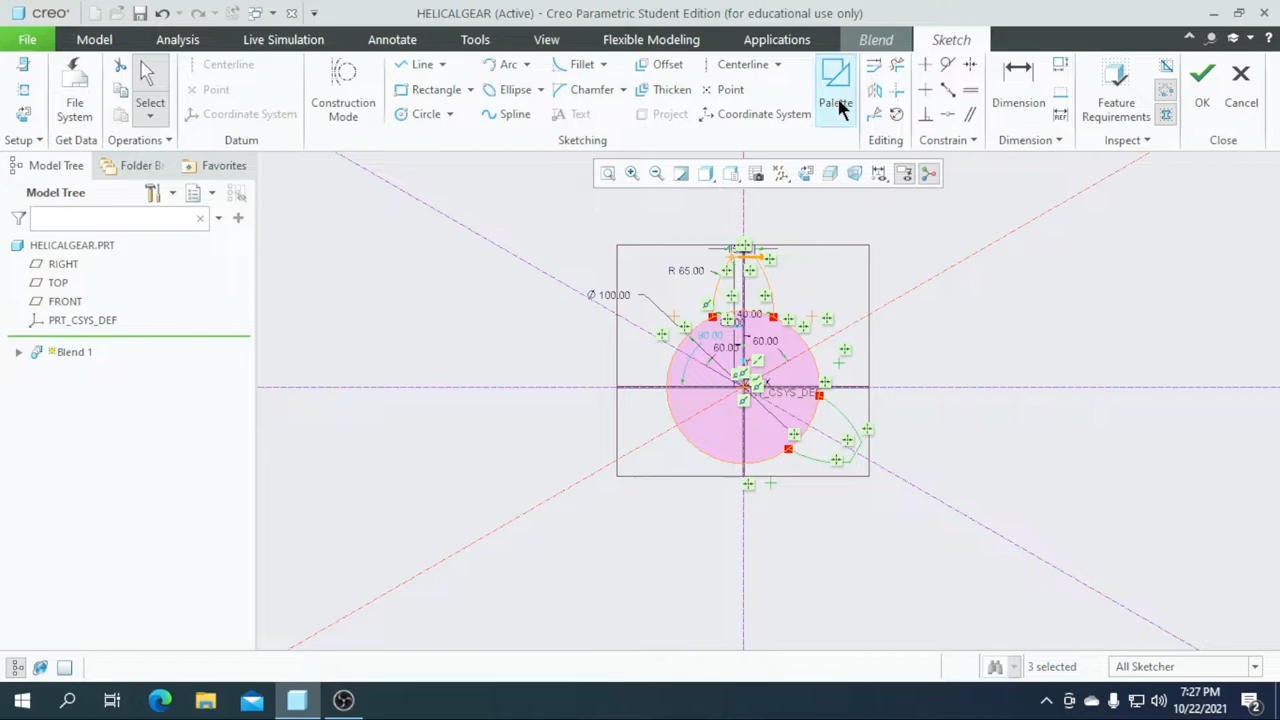 creo HELICALGEAR (Active) - Creo Parametric Student Edition (for educational use only)
File Model Analysis Live Simulation Annotate Tools View Flexible Modeling Applications Blend Sketch
Centerline Line Arc Fillet Offset Centerline
Point Rectangle Ellipse Chamfer Thicken Point
Coordinate System Circle Spline Text Project Coordinate System
File System Select Construction Mode Palette Dimension Feature Requirements OK Cancel
Setup Get Data Operations Datum Sketching Editing Constrain Dimension Inspect Close
Model Tree Folder B Favorites
Model Tree
HELICALGEAR.PRT
RIGHT
TOP
FRONT
PRT_CSYS_DEF
Blend 1
R 65.00
Ø 100.00
60.00
60.00
3 selected All Sketcher
7:27 PM
10/22/2021
2